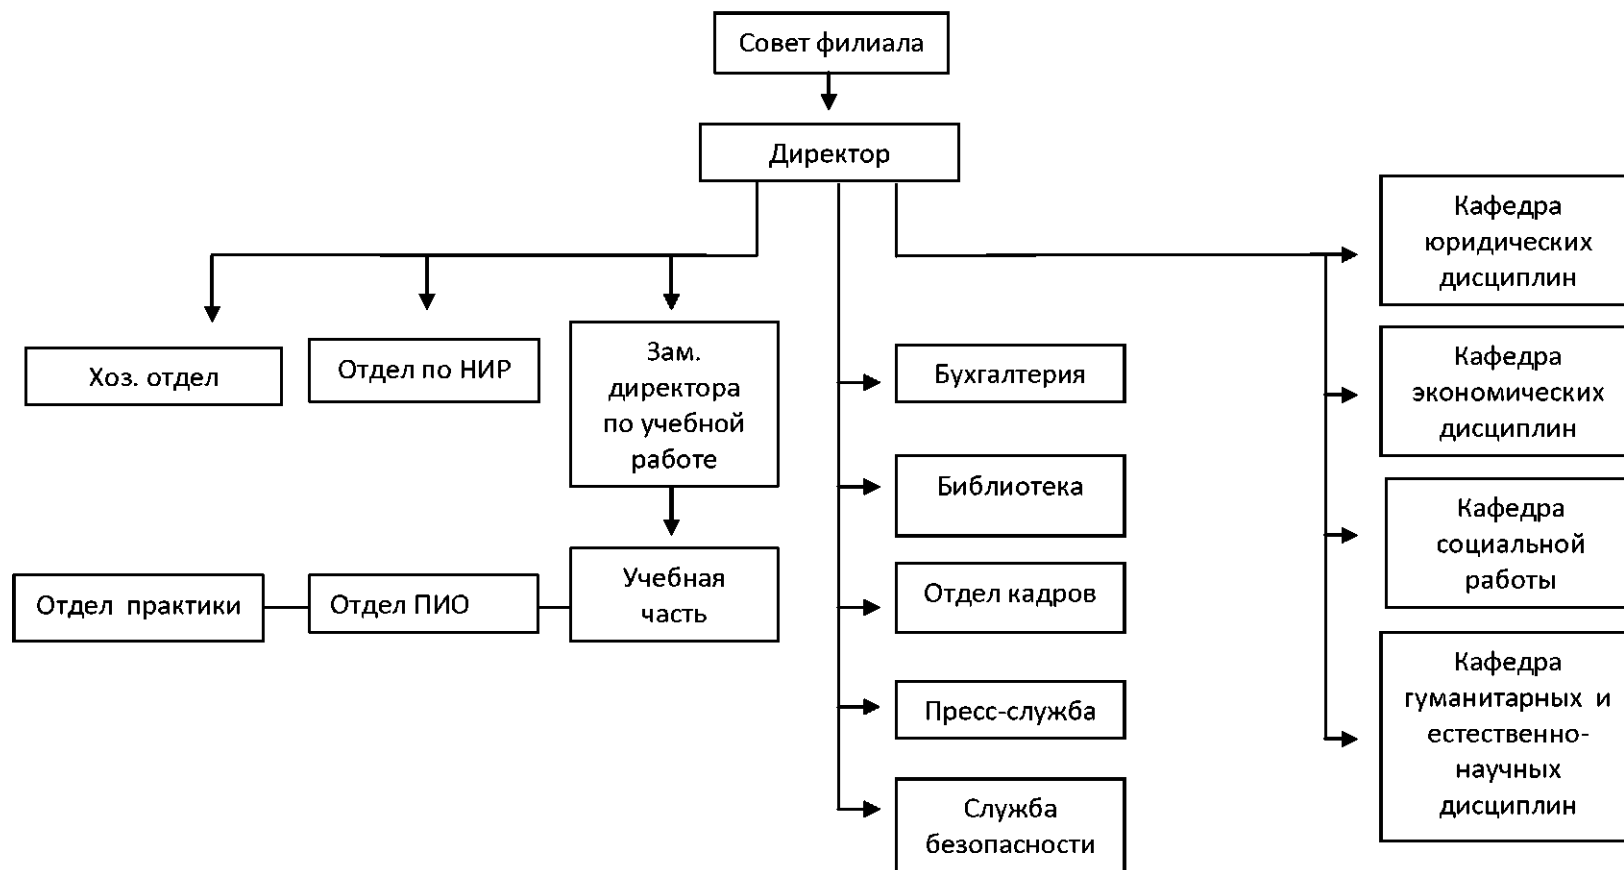 Совет филиала
Директор
Хоз. отдел
Отдел по НИР
Зам.
директора
по учебной
работе
Отдел практики
Отдел ПИО
Учебная
часть
Бухгалтерия
Библиотека
Отдел кадров
Пресс-служба
Служба
безопасности
Кафедра
юридических
дисциплин
Кафедра
экономических
дисциплин
Кафедра
социальной
работы
Кафедра
гуманитарных и
естественно-
научных
дисциплин